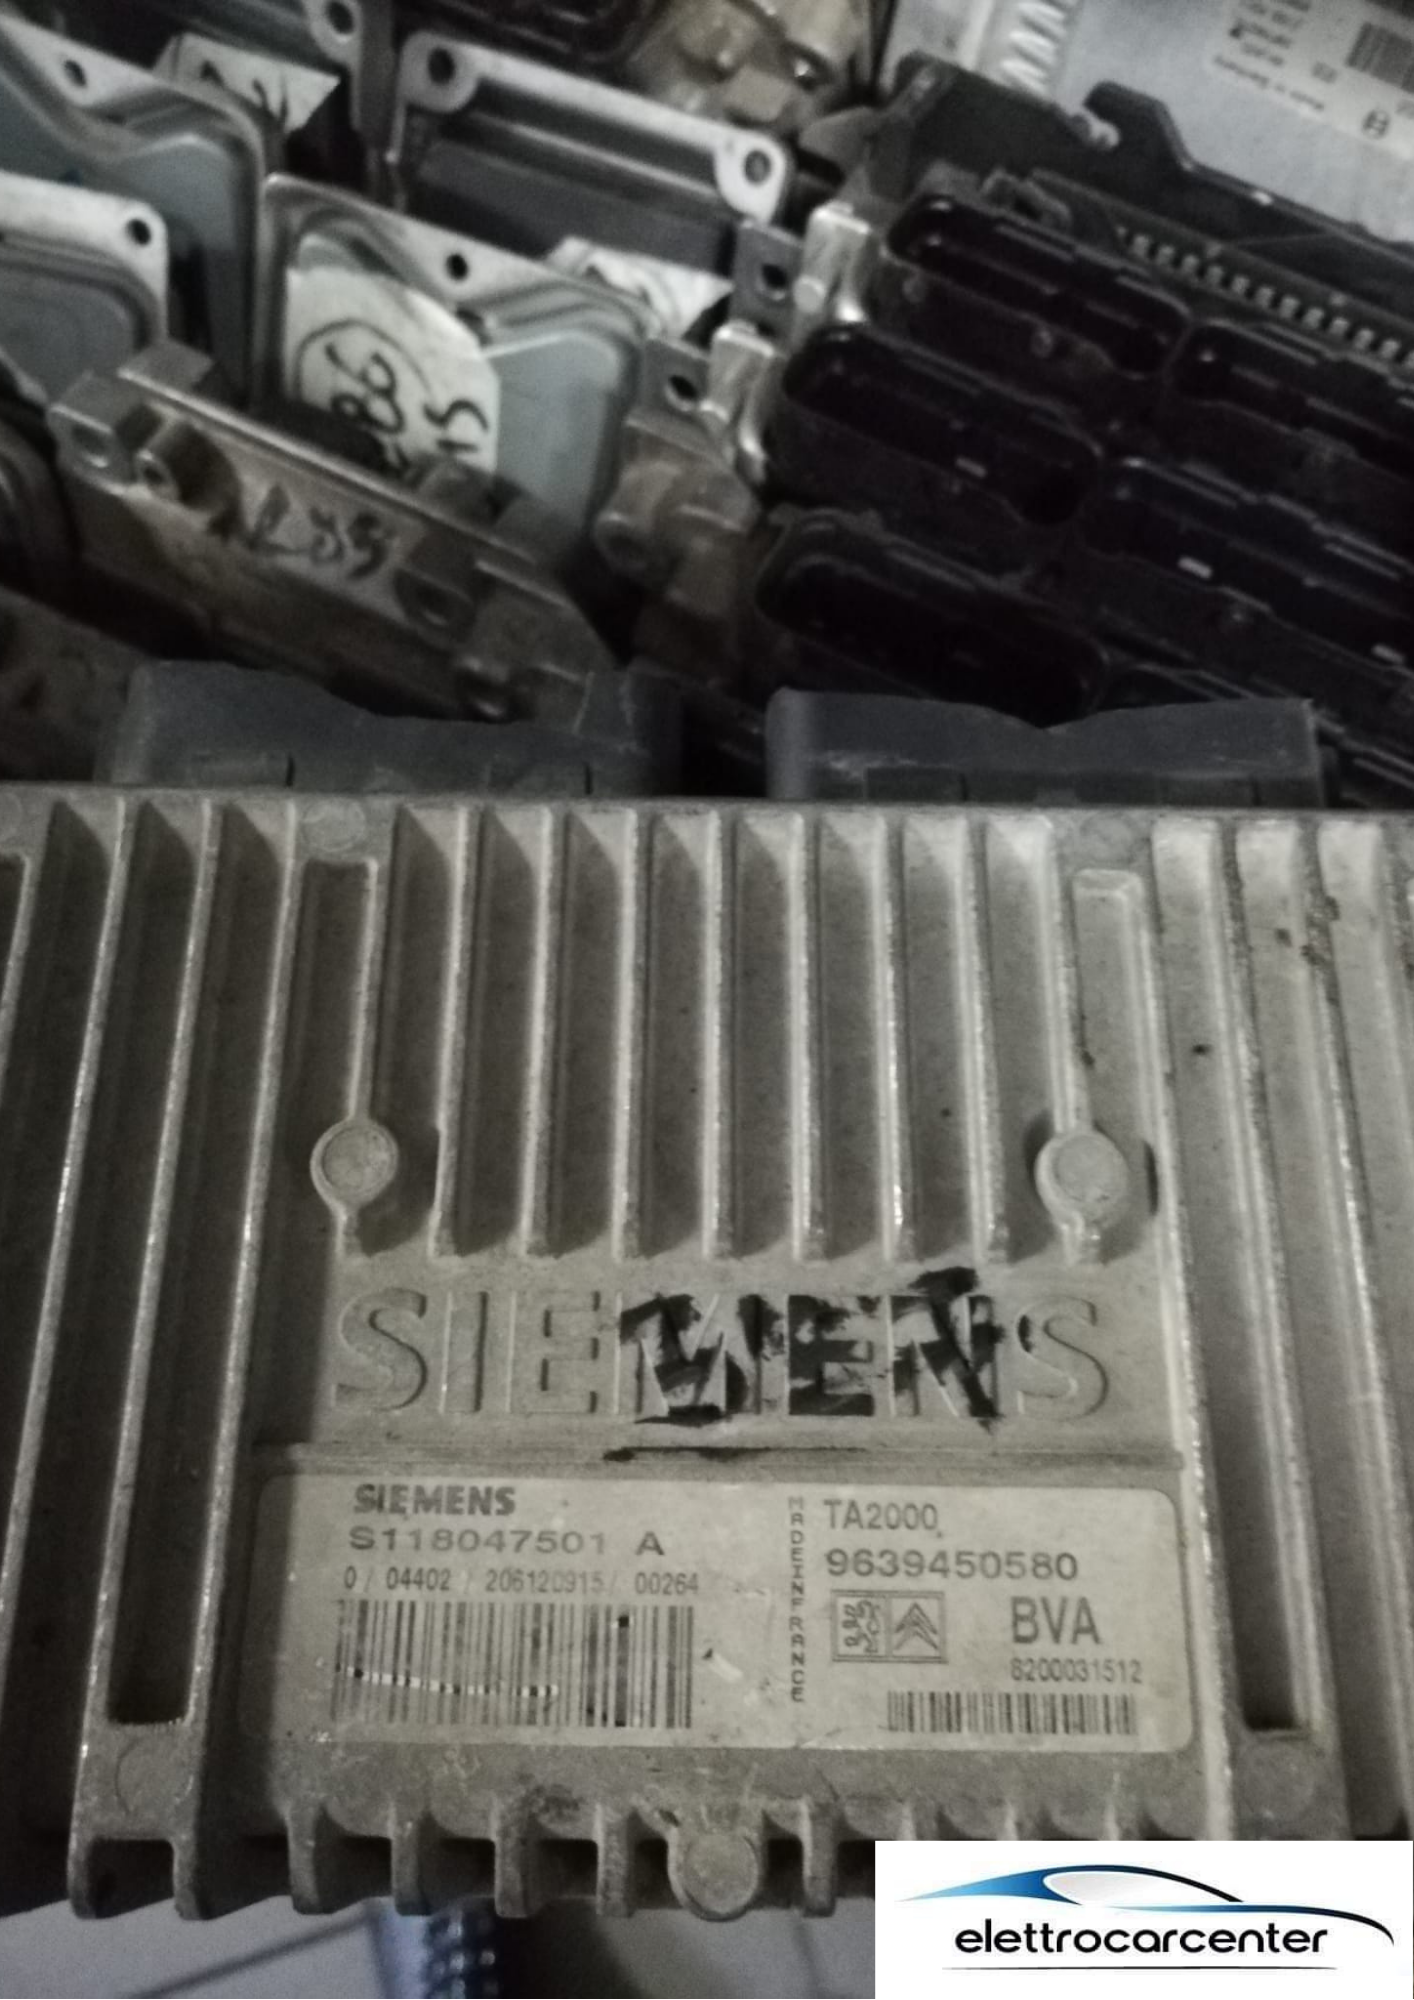 SIEMENS
SIEMENS
S118047501 A
0 / 04402 / 206120915 / 00264
MADE IN FRANCE
TA2000
9639450580
BVA
8200031512
elettrocarcenter